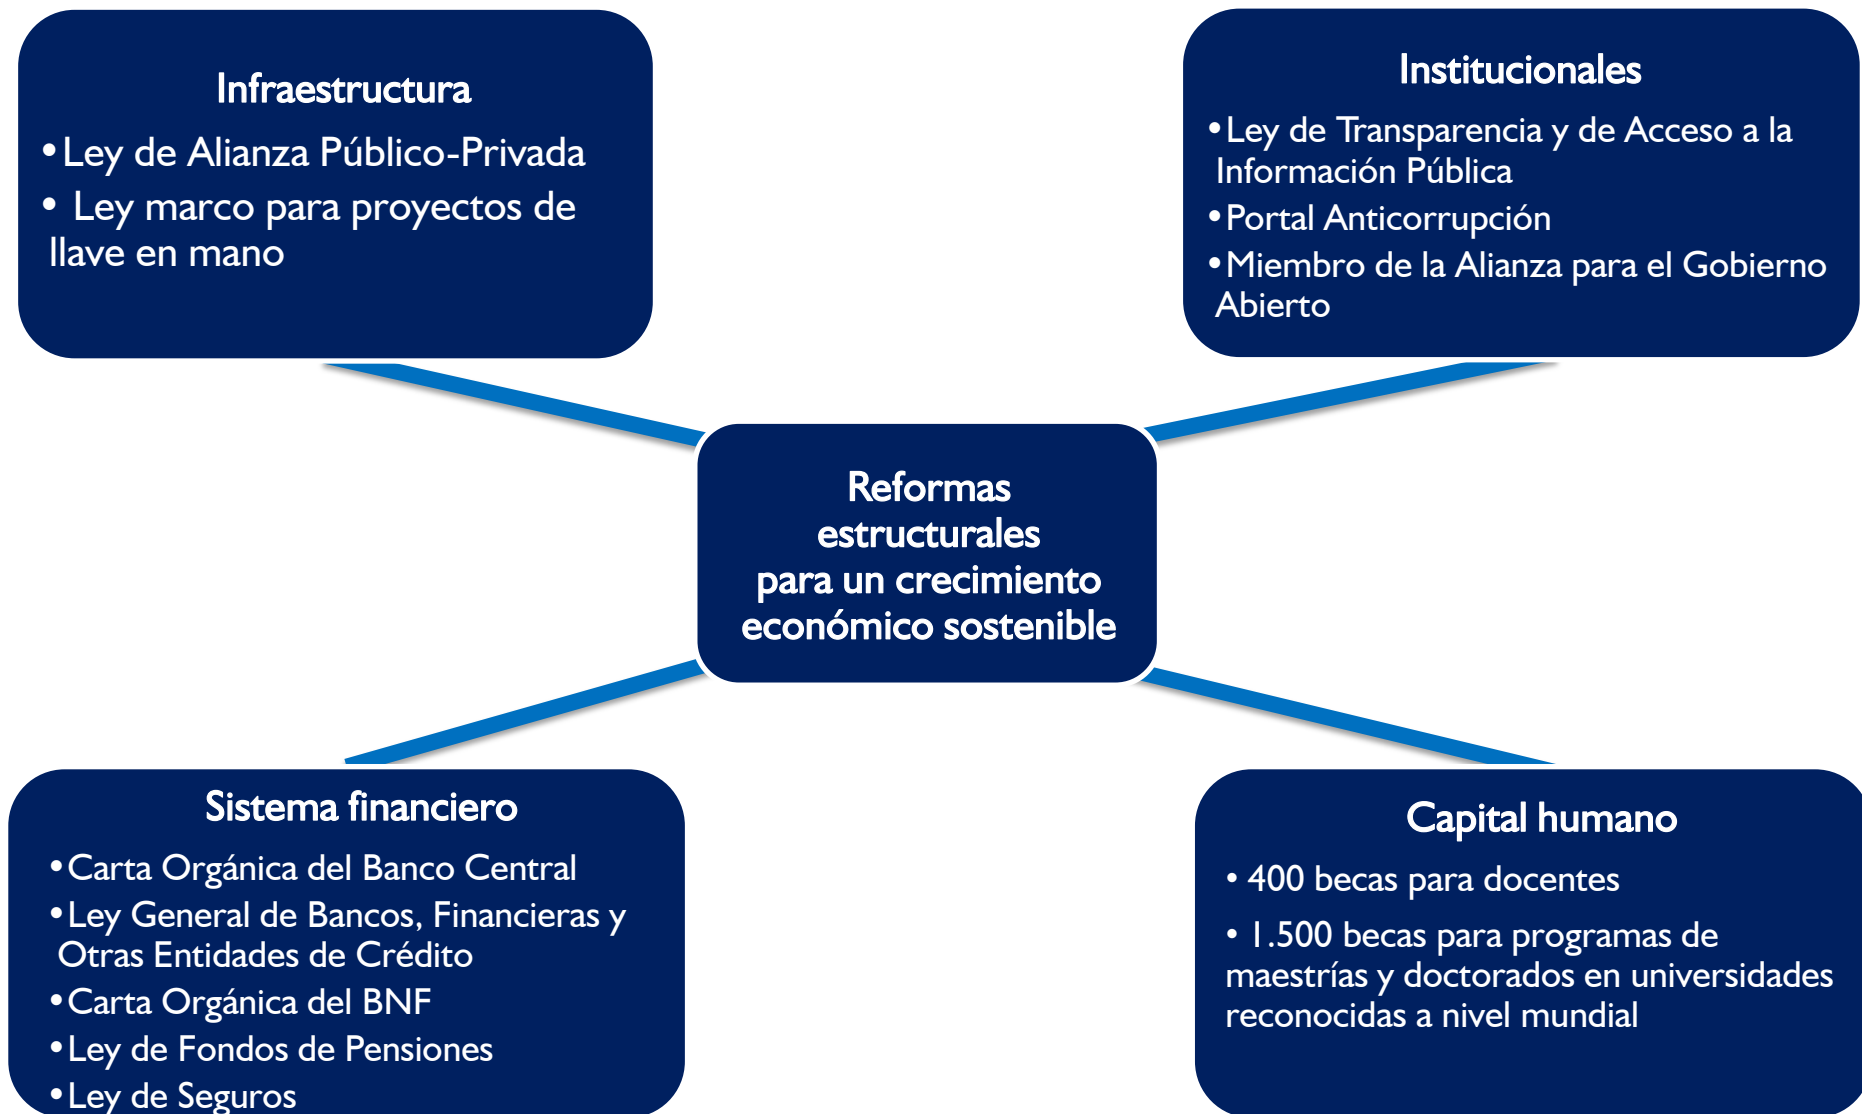 Infraestructura
•Ley de Alianza Público-Privada
• Ley marco para proyectos de
llave en mano
Institucionales
•Ley de Transparencia y de Acceso a la
Información Pública
•Portal Anticorrupción
•Miembro de la Alianza para el Gobierno
Abierto
Reformas
estructurales
para un crecimiento
económico sostenible
Sistema financiero
•Carta Orgánica del Banco Central
•Ley General de Bancos, Financieras y
Otras Entidades de Crédito
•Carta Orgánica del BNF
•Ley de Fondos de Pensiones
•Ley de Seguros
Capital humano
• 400 becas para docentes
• 1.500 becas para programas de
maestrías y doctorados en universidades
reconocidas a nivel mundial